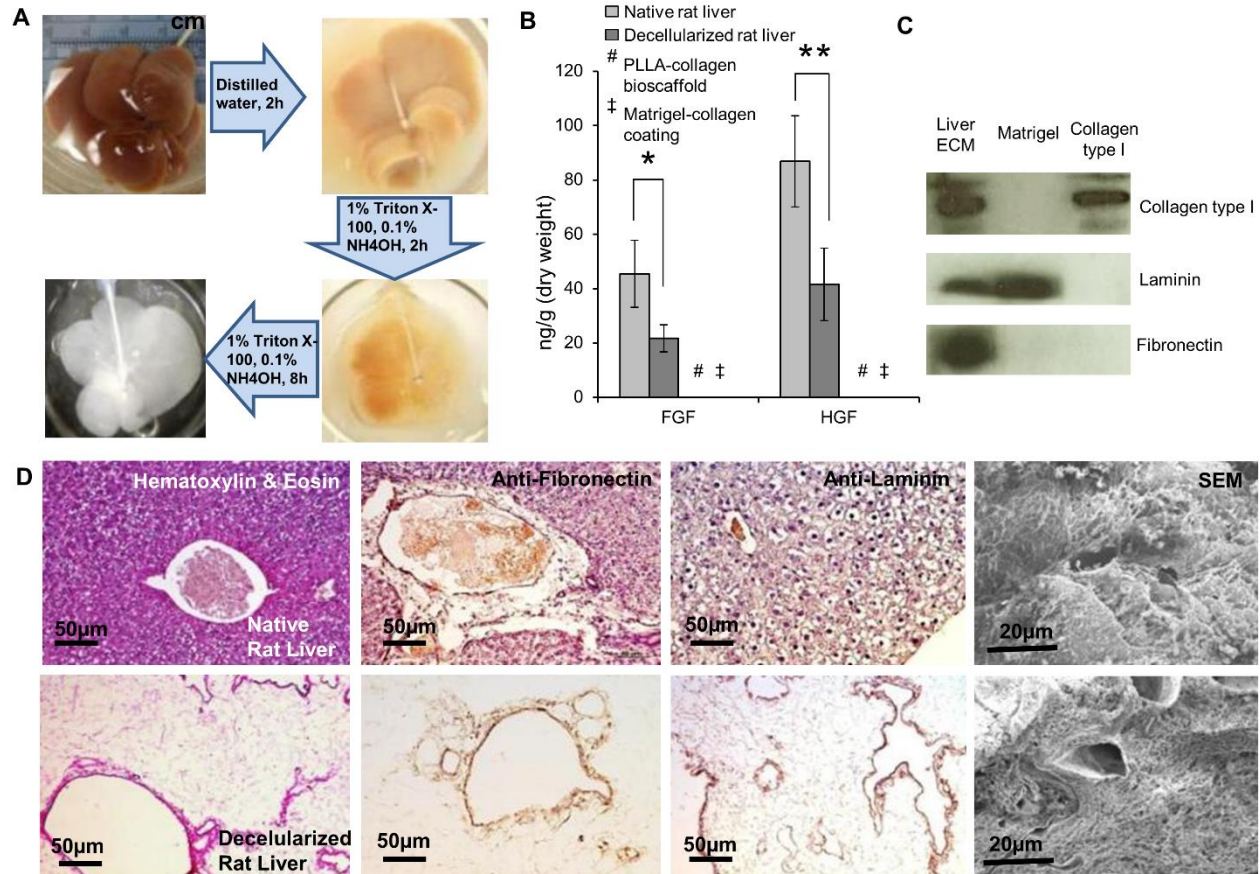 A
cm
Distilled
water, 2h
1% Triton X-
100, 0.1%
NH4OH, 2h
1% Triton X-
100, 0.1%
NH4OH, 8h
B
Native rat liver
Decellularized rat liver
# PLLA-collagen
bioscaffold
‡ Matrigel-collagen
coating
ng/g (dry weight)
120
100
80
60
40
20
0
*
**
# ‡
# ‡
FGF
HGF
C
Liver
ECM
Matrigel
Collagen
type I
Collagen type I
Laminin
Fibronectin
D
Hematoxylin & Eosin
Native
Rat Liver
50µm
Anti-Fibronectin
50µm
Anti-Laminin
50µm
SEM
20µm
Decelularized
Rat Liver
50µm
50µm
50µm
20µm